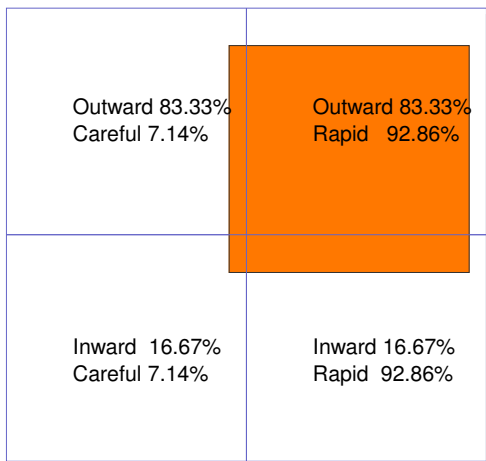 Outward 83.33%
Careful 7.14%
Outward 83.33%
Rapid 92.86%
Inward 16.67%
Careful 7.14%
Inward 16.67%
Rapid 92.86%